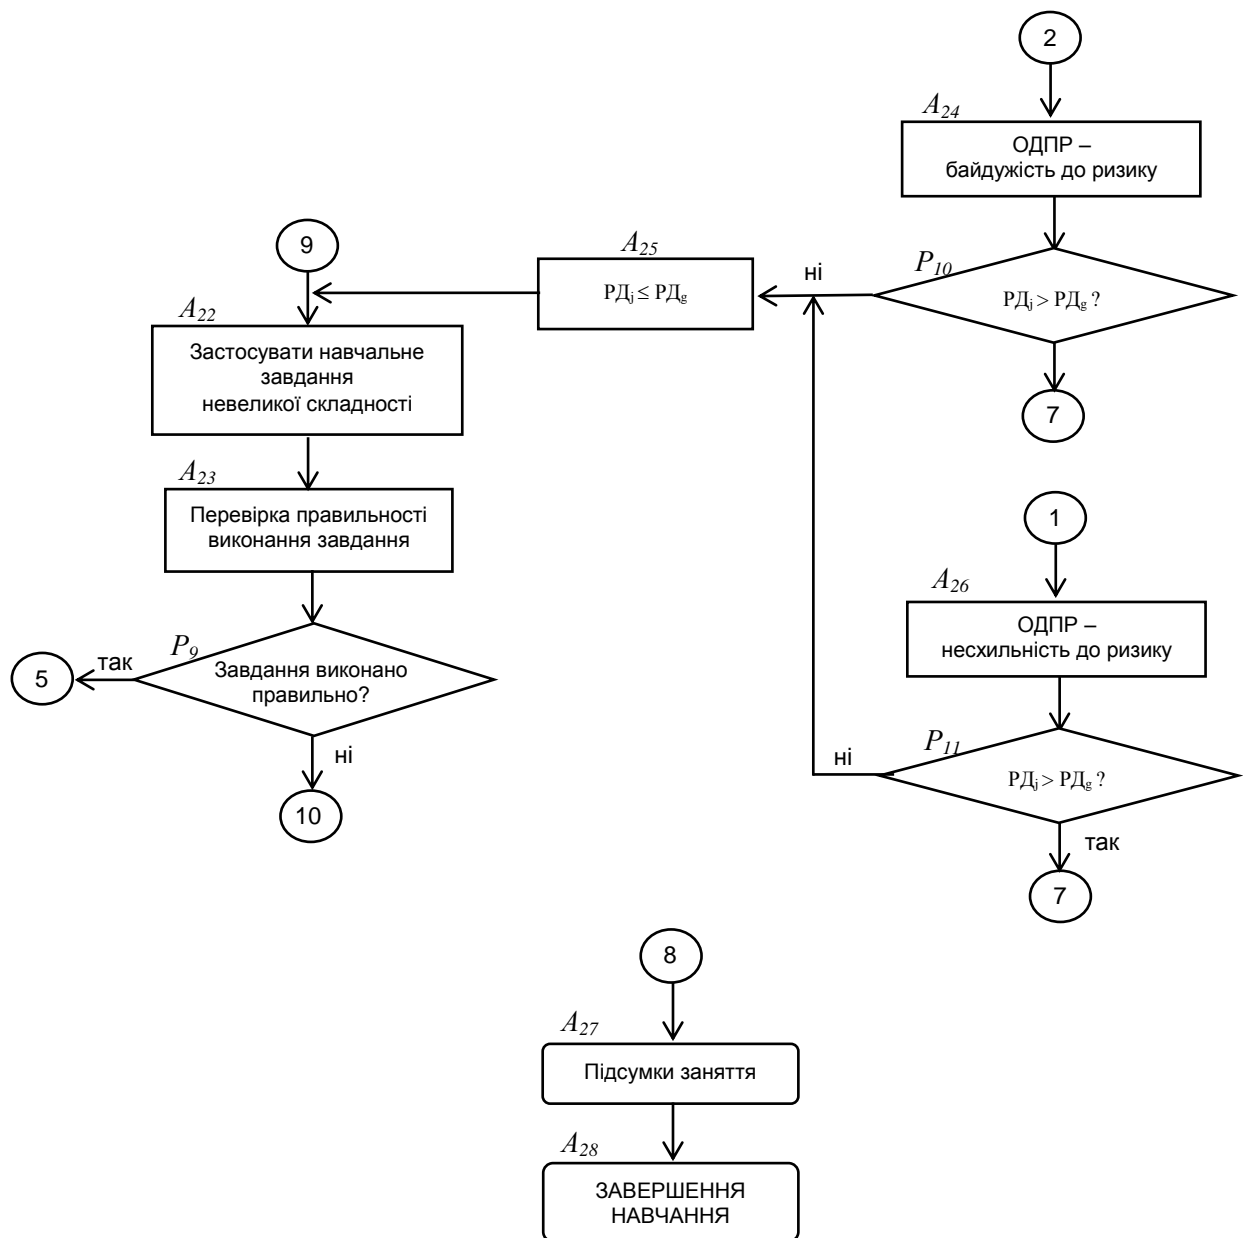 2
A24
ОДПР –
байдужість до ризику
9
A25
РДj ≤ РДg
ні
P10
РДj > РДg ?
A22
Застосувати навчальне
завдання
невеликої складності
7
A23
Перевірка правильності
виконання завдання
1
A26
ОДПР –
несхильність до ризику
P9
так
5
Завдання виконано
правильно?
ні
10
P11
ні
РДj > РДg ?
так
7
8
A27
Підсумки заняття
A28
ЗАВЕРШЕННЯ
НАВЧАННЯ